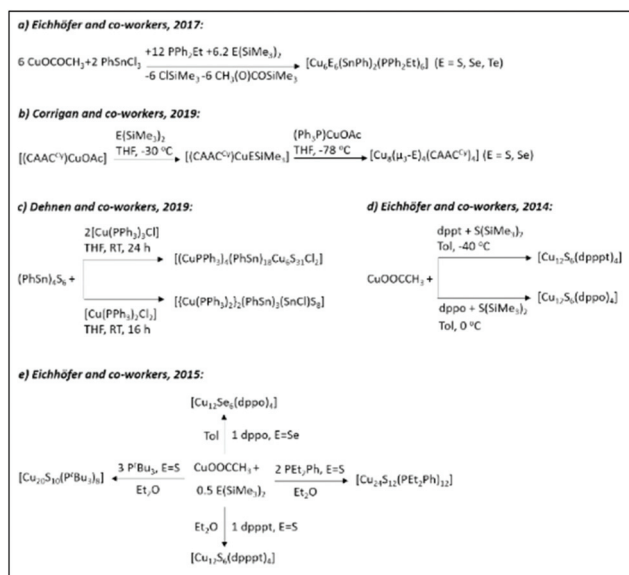 a) Eichhöfer and co-workers, 2017:
+12 PPh₂Et +6.2 E(SiMe₃)₂
6 CuOCOCH₃+2 PhSnCl₃ [Cu₆E₆(SnPh)₂(PPh₂Et)₆] (E = S, Se, Te)
-6 ClSiMe₃-6 CH₃(O)COSiMe₃
b) Corrigan and co-workers, 2019:
E(SiMe₃)₂ (Ph₃P)CuOAc
[(CAACᶜʸ)CuOAc] THF, -30 °C [(CAACᶜʸ)CuESiMe₃] THF, -78 °C [Cu₈(μ₃-E)₄(CAACᶜʸ)₄] (E = S, Se)
c) Dehnen and co-workers, 2019:
2[Cu(PPh₃)₃Cl]
THF, RT, 24 h
[(CuPPh₃)₄(PhSn)₁₈Cu₆S₃₁Cl₂]
(PhSn)₄S₆ +
[{Cu(PPh₃)₂}₂(PhSn)₂(SnCl)S₈]
[Cu(PPh₃)₂Cl₂]
THF, RT, 16 h
d) Eichhöfer and co-workers, 2014:
dppt + S(SiMe₃)₂
Tol, -40 °C
[Cu₁₂S₆(dpppt)₄]
CuOOCCH₃ +
[Cu₁₂S₆(dppo)₄]
dppo + S(SiMe₃)₂
Tol, 0 °C
e) Eichhöfer and co-workers, 2015:
[Cu₁₂Se₆(dppo)₄]
Tol 1 dppo, E=Se
[Cu₂₀S₁₀(PᵗBu₃)₈] 3 PᵗBu₃, E=S CuOOCCH₃ + 2 PEt₂Ph, E=S [Cu₂₄S₁₂(PEt₂Ph)₁₂]
Et₂O 0.5 E(SiMe₃)₂ Et₂O
Et₂O 1 dpppt, E=S
[Cu₁₂S₆(dpppt)₄]